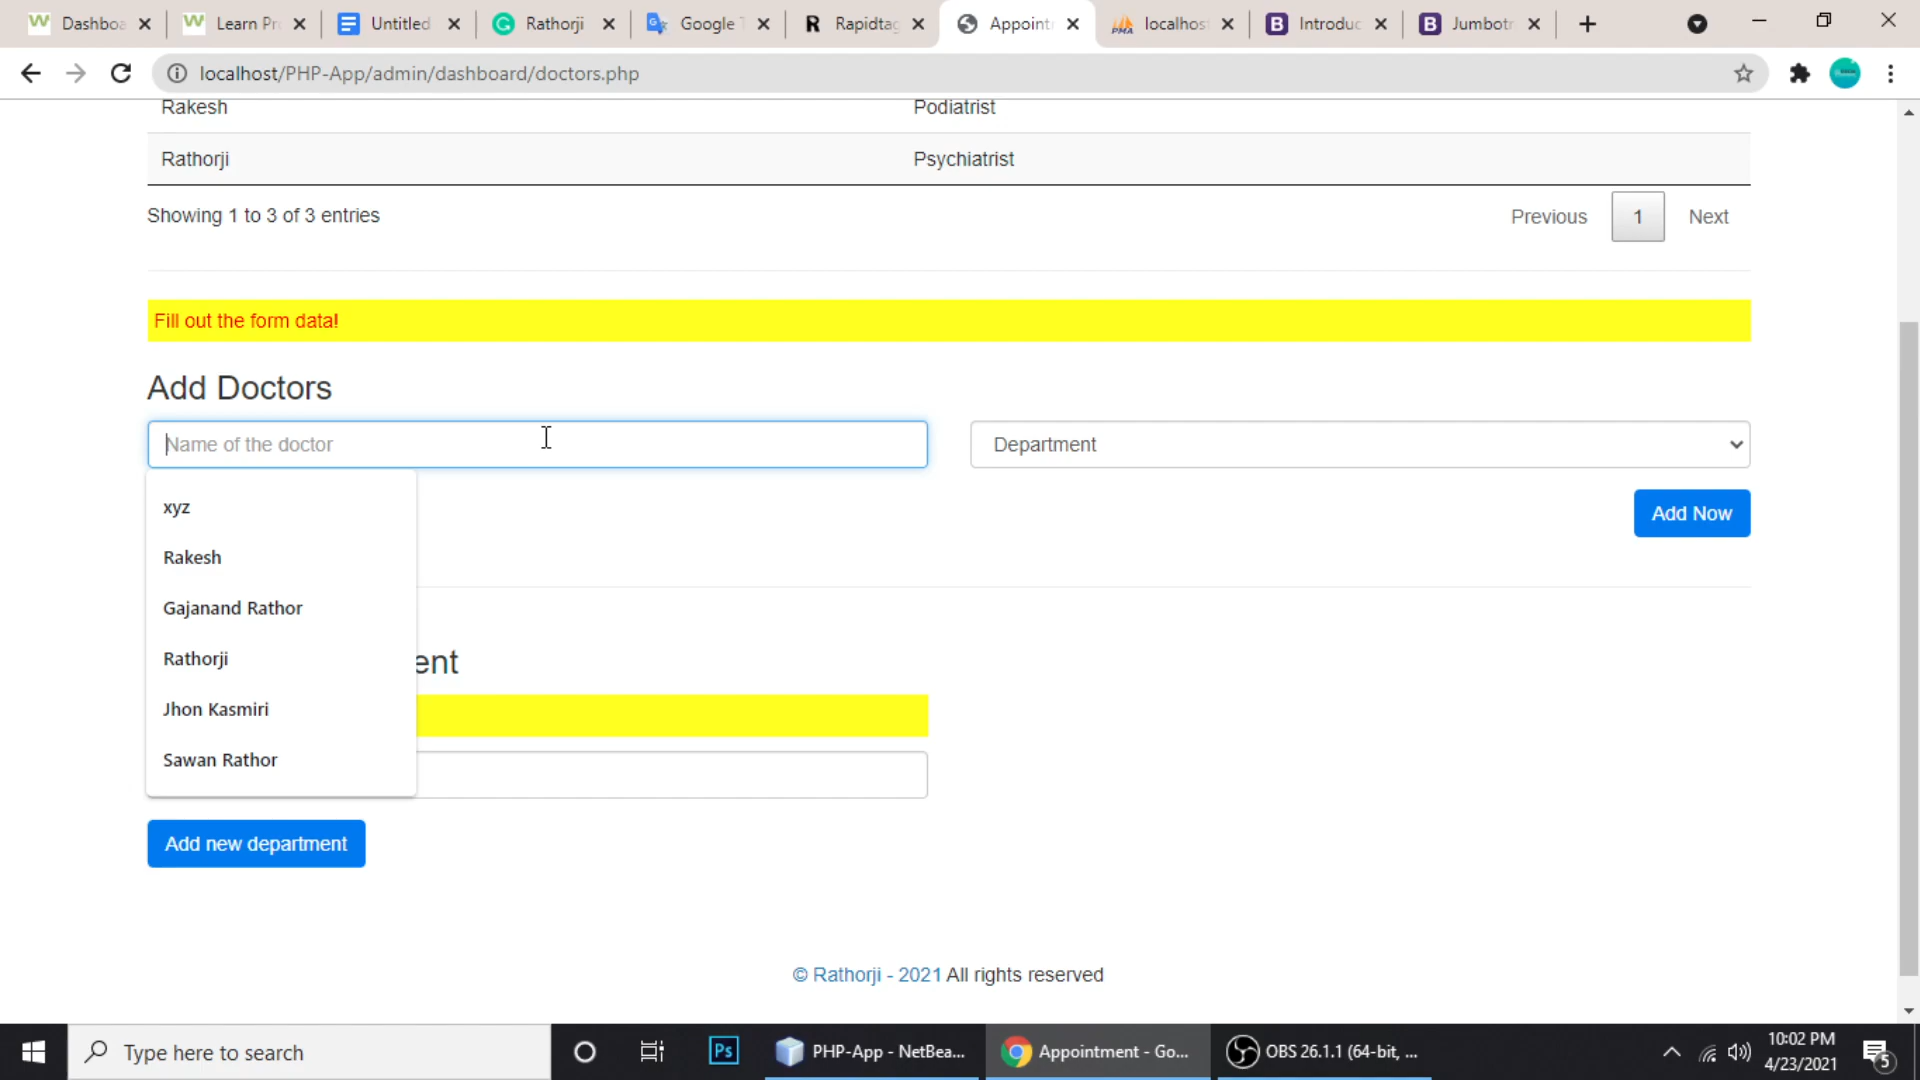 Dashboa
Learn Pr
Untitled
Rathorji
Google T
Rapidtag
Appoint
localhos
Introduc
Jumbotr
localhost/PHP-App/admin/dashboard/doctors.php
Rakesh Podiatrist
Rathorji Psychiatrist
Showing 1 to 3 of 3 entries
Previous 1 Next
Fill out the form data!
Add Doctors
Name of the doctor
Department
xyz
Add Now
Rakesh
Gajanand Rathor
Rathorji
ent
Jhon Kasmiri
Sawan Rathor
Add new department
© Rathorji - 2021 All rights reserved
Type here to search
Ps
PHP-App - NetBea...
Appointment - Go...
OBS 26.1.1 (64-bit, ...
10:02 PM
4/23/2021
5